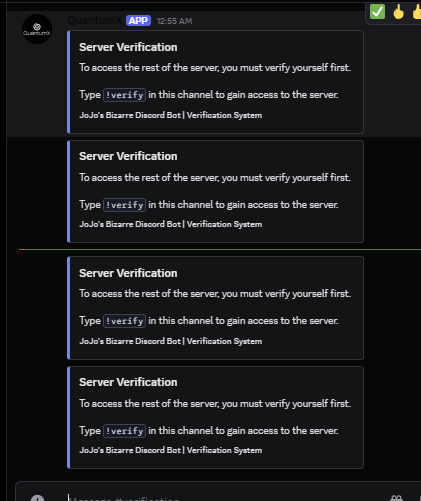 QuantumX APP 12:55 AM
QuantumX
Server Verification
To access the rest of the server, you must verify yourself first.
Type !verify in this channel to gain access to the server.
JoJo's Bizarre Discord Bot | Verification System
Server Verification
To access the rest of the server, you must verify yourself first.
Type !verify in this channel to gain access to the server.
JoJo's Bizarre Discord Bot | Verification System
Server Verification
To access the rest of the server, you must verify yourself first.
Type !verify in this channel to gain access to the server.
JoJo's Bizarre Discord Bot | Verification System
Server Verification
To access the rest of the server, you must verify yourself first.
Type !verify in this channel to gain access to the server.
JoJo's Bizarre Discord Bot | Verification System
Message #verification